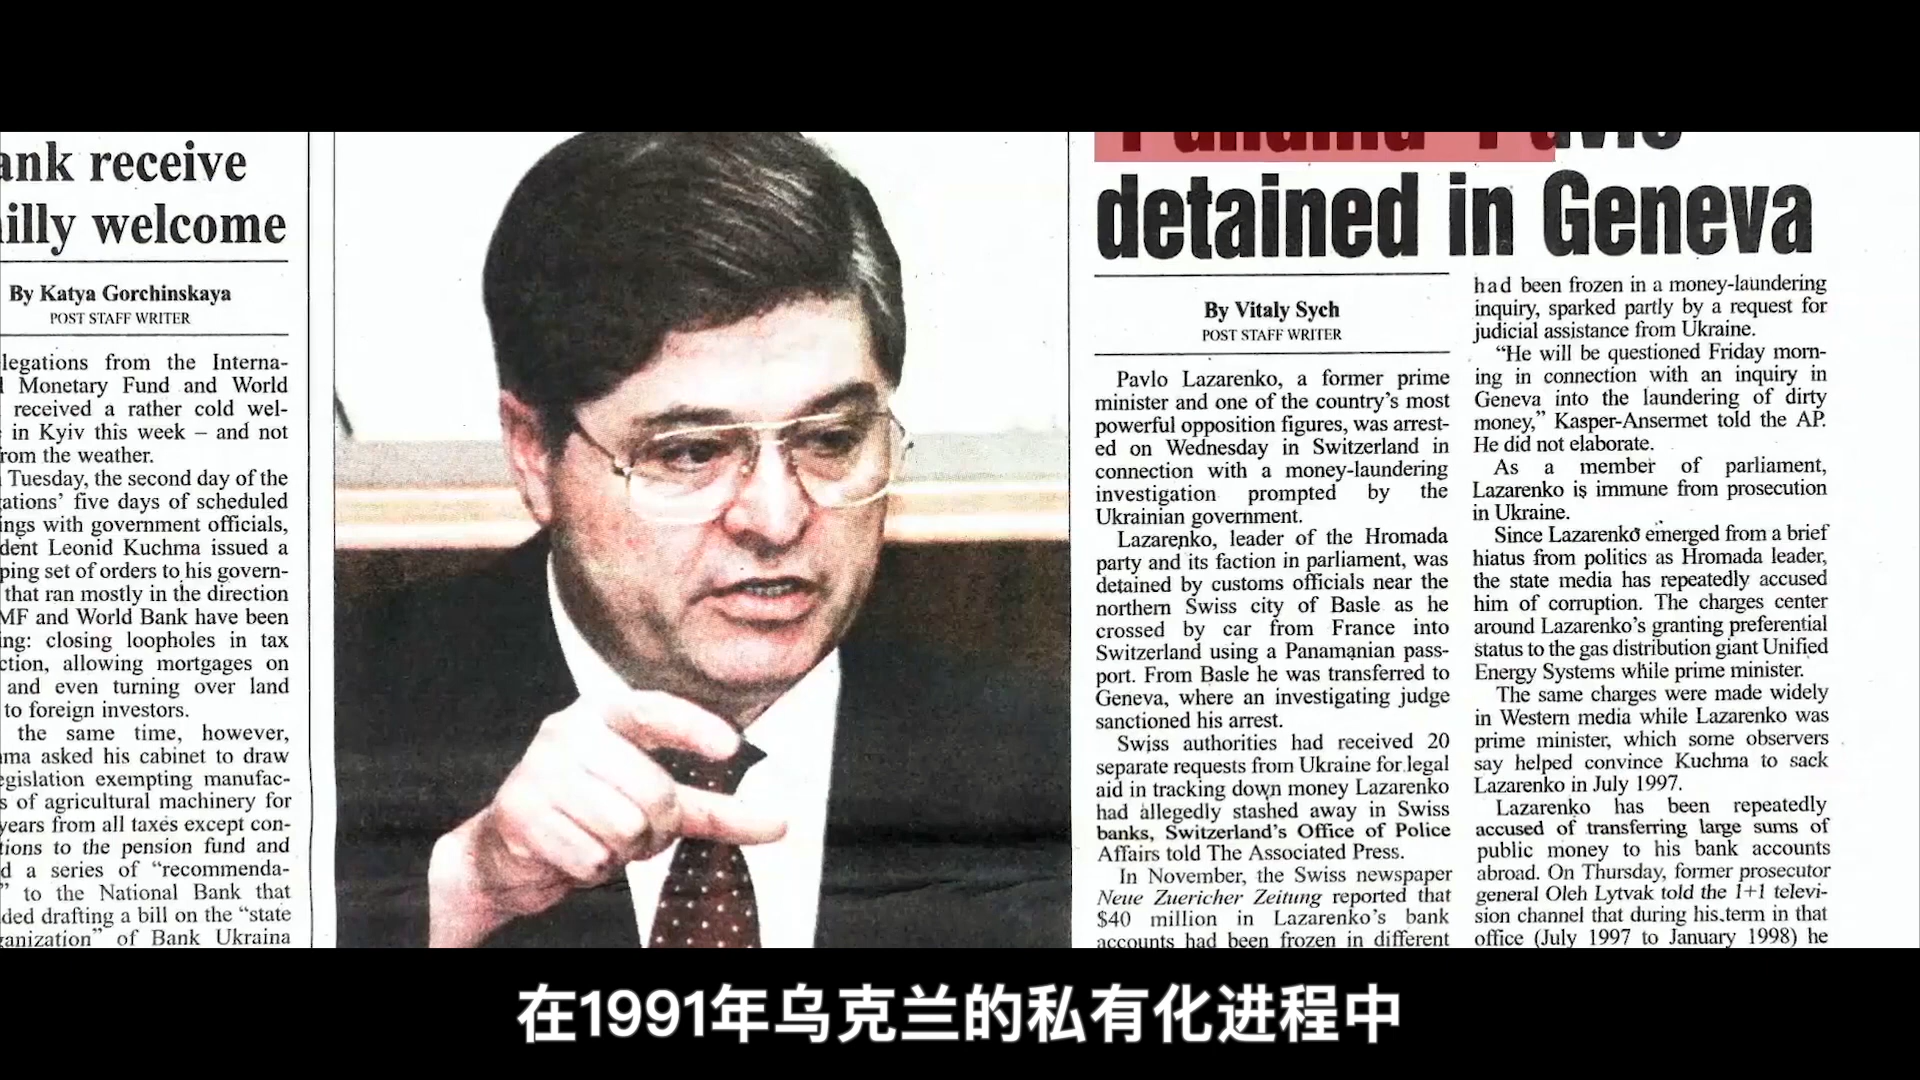 ank receive
illy welcome
By Katya Gorchinskaya
POST STAFF WRITER
legations from the Interna-
Monetary Fund and World
received a rather cold wel-
in Kyiv this week – and not
rom the weather.
Tuesday, the second day of the
gations’ five days of scheduled
ings with government officials,
dent Leonid Kuchma issued a
ping set of orders to his govern-
that ran mostly in the direction
MF and World Bank have been
ing: closing loopholes in tax
ction, allowing mortgages on
and even turning over land
to foreign investors.
the same time, however,
ma asked his cabinet to draw
egislation exempting manufac-
s of agricultural machinery for
years from all taxes except con-
tions to the pension fund and
d a series of “recommenda-
” to the National Bank that
ded drafting a bill on the “state
ganization” of Bank Ukraina
detained in Geneva
By Vitaly Sych
POST STAFF WRITER
Pavlo Lazarenko, a former prime
minister and one of the country’s most
powerful opposition figures, was arrest-
ed on Wednesday in Switzerland in
connection with a money-laundering
investigation prompted by the
Ukrainian government.
Lazarenko, leader of the Hromada
party and its faction in parliament, was
detained by customs officials near the
northern Swiss city of Basle as he
crossed by car from France into
Switzerland using a Panamanian pass-
port. From Basle he was transferred to
Geneva, where an investigating judge
sanctioned his arrest.
Swiss authorities had received 20
separate requests from Ukraine for legal
aid in tracking down money Lazarenko
had allegedly stashed away in Swiss
banks, Switzerland’s Office of Police
Affairs told The Associated Press.
In November, the Swiss newspaper
Neue Zuericher Zeitung reported that
$40 million in Lazarenko’s bank
accounts had been frozen in different
had been frozen in a money-laundering
inquiry, sparked partly by a request for
judicial assistance from Ukraine.
“He will be questioned Friday morn-
ing in connection with an inquiry in
Geneva into the laundering of dirty
money,” Kasper-Ansermet told the AP.
He did not elaborate.
As a member of parliament,
Lazarenko is immune from prosecution
in Ukraine.
Since Lazarenko emerged from a brief
hiatus from politics as Hromada leader,
the state media has repeatedly accused
him of corruption. The charges center
around Lazarenko’s granting preferential
status to the gas distribution giant Unified
Energy Systems while prime minister.
The same charges were made widely
in Western media while Lazarenko was
prime minister, which some observers
say helped convince Kuchma to sack
Lazarenko in July 1997.
Lazarenko has been repeatedly
accused of transferring large sums of
public money to his bank accounts
abroad. On Thursday, former prosecutor
general Oleh Lytvak told the 1+1 televi-
sion channel that during his term in that
office (July 1997 to January 1998) he
在1991年乌克兰的私有化进程中